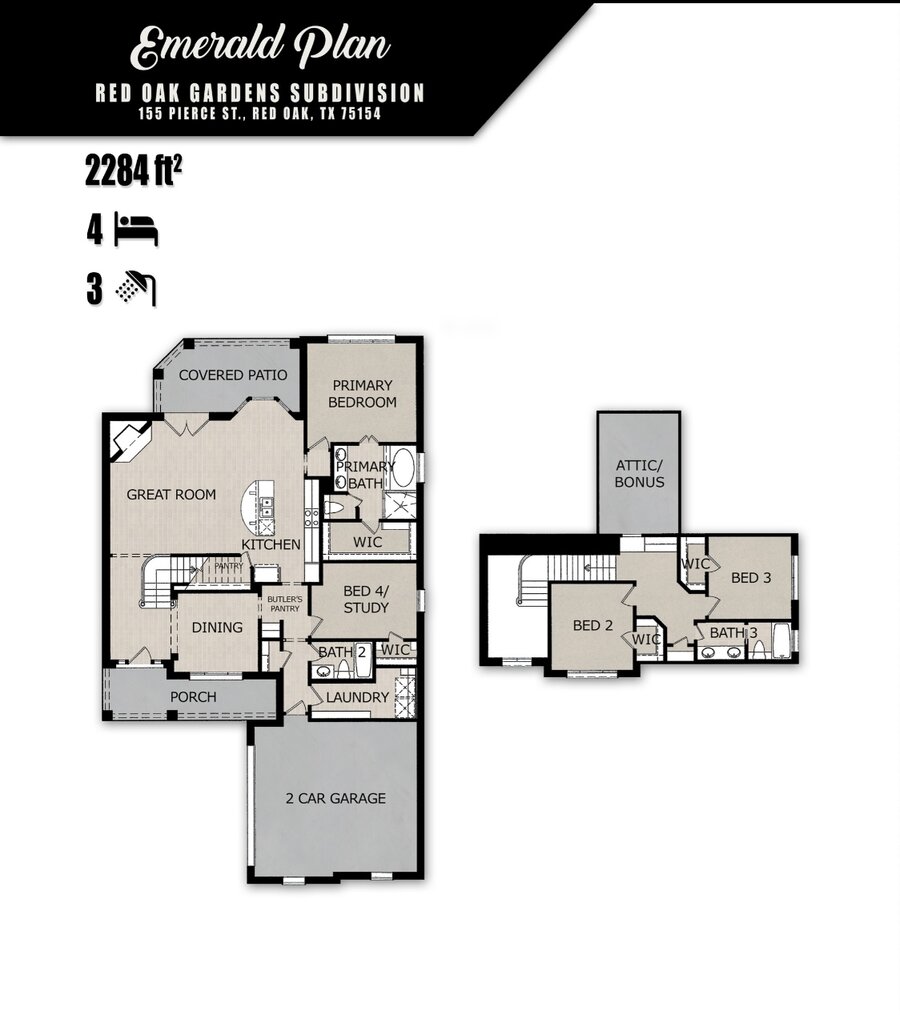 Emerald Plan
RED OAK GARDENS SUBDIVISION
155 PIERCE ST., RED OAK, TX 75154
2284 ft²
4
3
COVERED PATIO
PRIMARY
BEDROOM
PRIMARY
BATH
GREAT ROOM
KITCHEN
WIC
PANTRY
BED 4/
STUDY
BUTLER'S
PANTRY
DINING
BATH 2
WIC
LAUNDRY
PORCH
2 CAR GARAGE
ATTIC/
BONUS
WIC
BED 3
BED 2
WIC
BATH 3